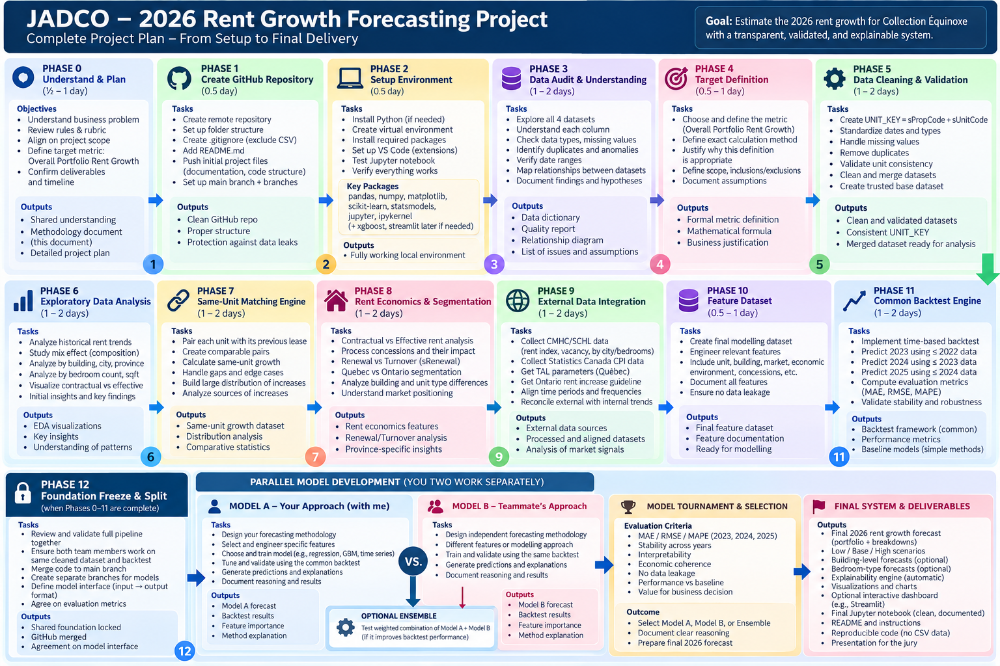 JADCO – 2026 Rent Growth Forecasting Project
Complete Project Plan – From Setup to Final Delivery
Goal: Estimate the 2026 rent growth for Collection Équinoxe
with a transparent, validated, and explainable system.
PHASE 0
Understand & Plan
(½ – 1 day)
Objectives
• Understand business problem
• Review rules & rubric
• Align on project scope
• Define target metric:
Overall Portfolio Rent Growth
• Confirm deliverables
and timeline
Outputs
• Shared understanding
• Methodology document
• (this document)
• Detailed project plan
1
PHASE 1
Create GitHub Repository
(0.5 day)
Tasks
• Create remote repository
• Set up folder structure
• Create .gitignore (exclude CSV)
• Add README.md
• Push initial project files
(documentation, code structure)
• Set up main branch + branches
Outputs
• Clean GitHub repo
• Proper structure
• Protection against data leaks
2
PHASE 2
Setup Environment
(0.5 day)
Tasks
• Install Python (if needed)
• Create virtual environment
• Install required packages
• Set up VS Code (extensions)
• Test Jupyter notebook
• Verify everything works
Key Packages
pandas, numpy, matplotlib,
scikit-learn, statsmodels,
jupyter, ipykernel
(+ xgboost, streamlit later if needed)
Outputs
• Fully working local environment
3
PHASE 3
Data Audit & Understanding
(1 – 2 days)
Tasks
• Explore all 4 datasets
• Understand each column
• Check data types, missing values
• Identify duplicates and anomalies
• Verify date ranges
• Map relationships between datasets
• Document findings and hypotheses
Outputs
• Data dictionary
• Quality report
• Relationship diagram
• List of issues and assumptions
4
PHASE 4
Target Definition
(0.5 – 1 day)
Tasks
• Choose and define the metric
(Overall Portfolio Rent Growth)
• Define exact calculation method
• Justify why this definition
is appropriate
• Define scope, inclusions/exclusions
• Document assumptions
Outputs
• Formal metric definition
• Mathematical formula
• Business justification
5
PHASE 5
Data Cleaning & Validation
(1 – 2 days)
Tasks
• Create UNIT_KEY = sPropCode + sUnitCode
• Standardize dates and types
• Handle missing values
• Remove duplicates
• Validate unit consistency
• Clean and merge datasets
• Create trusted base dataset
Outputs
• Clean and validated datasets
• Consistent UNIT_KEY
• Merged dataset ready for analysis
PHASE 6
Exploratory Data Analysis
(1 – 2 days)
Tasks
• Analyze historical rent trends
• Study mix effect (composition)
• Analyze by building, city, province
• Analyze by bedroom count, sqft
• Visualize contractual vs effective
• Initial insights and key findings
Outputs
• EDA visualizations
• Key insights
• Understanding of patterns
6
PHASE 7
Same-Unit Matching Engine
(1 – 2 days)
Tasks
• Pair each unit with its previous lease
• Create comparable pairs
• Calculate same-unit growth
• Handle gaps and edge cases
• Build large distribution of increases
• Analyze sources of increases
Outputs
• Same-unit growth dataset
• Distribution analysis
• Comparative statistics
7
PHASE 8
Rent Economics & Segmentation
(1 – 2 days)
Tasks
• Contractual vs Effective rent analysis
• Process concessions and their impact
• Renewal vs Turnover (sRenewal)
• Quebec vs Ontario segmentation
• Analyze building and unit type differences
• Understand market positioning
Outputs
• Rent economics features
• Renewal/Turnover analysis
• Province-specific insights
9
PHASE 9
External Data Integration
(1 – 2 days)
Tasks
• Collect CMHC/SCHL data
(rent index, vacancy, by city/bedrooms)
• Collect Statistics Canada CPI data
• Get TAL parameters (Québec)
• Get Ontario rent increase guideline
• Align time periods and frequencies
• Reconcile external with internal trends
Outputs
• External data sources
• Processed and aligned datasets
• Analysis of market signals
PHASE 10
Feature Dataset
(0.5 – 1 day)
Tasks
• Create final modelling dataset
• Engineer relevant features
• Include unit, building, market, economic
environment, concessions, etc.
• Document all features
• Ensure no data leakage
Outputs
• Final feature dataset
• Feature documentation
• Ready for modelling
11
PHASE 11
Common Backtest Engine
(1 – 2 days)
Tasks
• Implement time-based backtest
• Predict 2023 using ≤ 2022 data
• Predict 2024 using ≤ 2023 data
• Predict 2025 using ≤ 2024 data
• Compute evaluation metrics
(MAE, RMSE, MAPE)
• Validate stability and robustness
Outputs
• Backtest framework (common)
• Performance metrics
• Baseline models (simple methods)
PHASE 12
Foundation Freeze & Split
(when Phases 0–11 are complete)
Tasks
• Review and validate full pipeline
together
• Ensure both team members work on
same cleaned dataset and backtest
• Merge code to main branch
• Create separate branches for models
• Define model interface (input → output
format)
• Agree on evaluation metrics
Outputs
• Shared foundation locked
• GitHub merged
• Agreement on model interface
12
PARALLEL MODEL DEVELOPMENT (YOU TWO WORK SEPARATELY)
MODEL A – Your Approach (with me)
Tasks
• Design your forecasting methodology
• Select and engineer specific features
• Choose and train model (e.g., regression, GBM, time series)
• Tune and validate using the common backtest
• Generate predictions and explanations
• Document reasoning and results
Outputs
• Model A forecast
• Backtest results
• Feature importance
• Method explanation
VS.
MODEL B – Teammate's Approach
Tasks
• Design independent forecasting methodology
• Different features or modelling approach
• Train and validate using the same backtest
• Generate predictions and explanations
• Document reasoning and results
Outputs
• Model B forecast
• Backtest results
• Feature importance
• Method explanation
OPTIONAL ENSEMBLE
Test weighted combination of Model A + Model B
(if it improves backtest performance)
MODEL TOURNAMENT & SELECTION
Evaluation Criteria
• MAE / RMSE / MAPE (2023, 2024, 2025)
• Stability across years
• Interpretability
• Economic coherence
• No data leakage
• Performance vs baseline
• Value for business decision
Outcome
• Select Model A, Model B, or Ensemble
• Document clear reasoning
• Prepare final 2026 forecast
FINAL SYSTEM & DELIVERABLES
Outputs
• Final 2026 rent growth forecast
(portfolio + breakdowns)
• Low / Base / High scenarios
• Building-level forecasts (optional)
• Bedroom-type forecasts (optional)
• Explainability engine (automatic)
• Visualizations and charts
• Optional interactive dashboard
(e.g., Streamlit)
• Final Jupyter notebook (clean, documented)
• README and instructions
• Reproducible code (no CSV data)
• Presentation for the jury